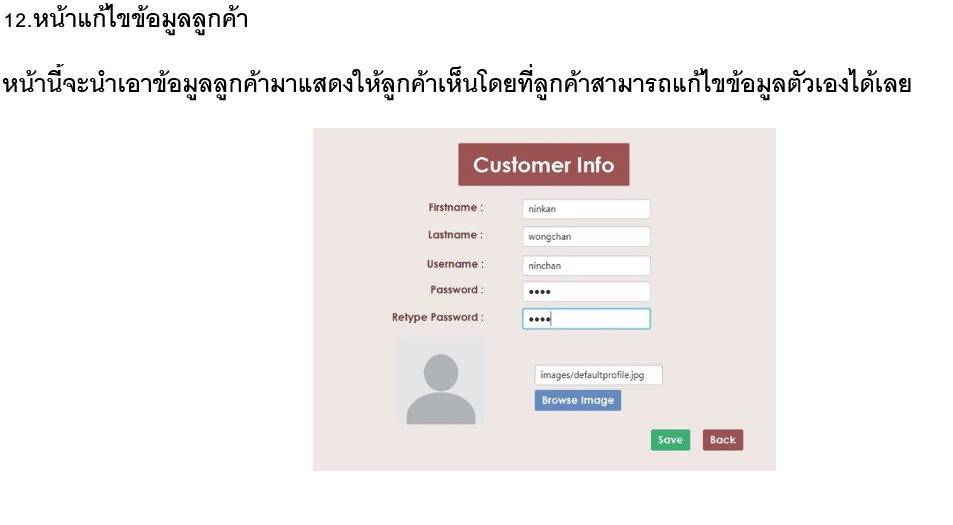 12.หน้าแก้ไขข้อมูลลูกค้า
หน้านี้จะนำเอาข้อมูลลูกค้ามาแสดงให้ลูกค้าเห็นโดยที่ลูกค้าสามารถแก้ไขข้อมูลตัวเองได้เลย
Customer Info
Firstname : ninkan
Lastname : wongchan
Username : ninchan
Password : ••••
Retype Password : ••••
images/defaultprofile.jpg
Browse Image
Save Back